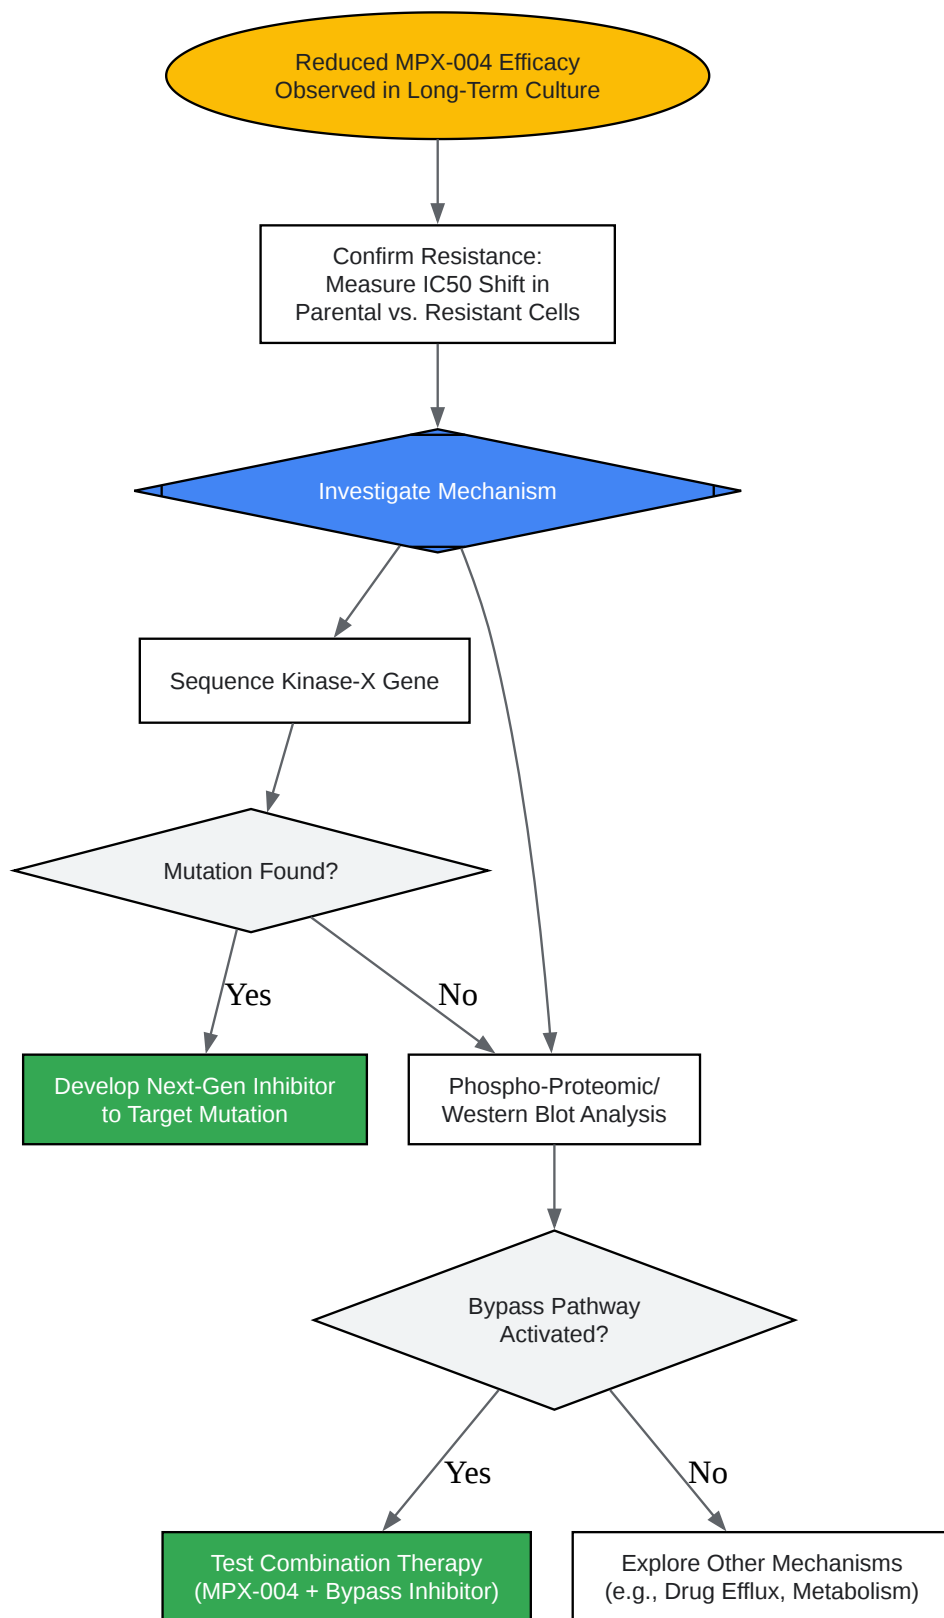 Reduced MPX-004 Efficacy
Observed in Long-Term Culture
Confirm Resistance:
Measure IC50 Shift in
Parental vs. Resistant Cells
Investigate Mechanism
Sequence Kinase-X Gene
Mutation Found?
Yes
No
Develop Next-Gen Inhibitor
to Target Mutation
Phospho-Proteomic/
Western Blot Analysis
Bypass Pathway
Activated?
Yes
No
Test Combination Therapy
(MPX-004 + Bypass Inhibitor)
Explore Other Mechanisms
(e.g., Drug Efflux, Metabolism)